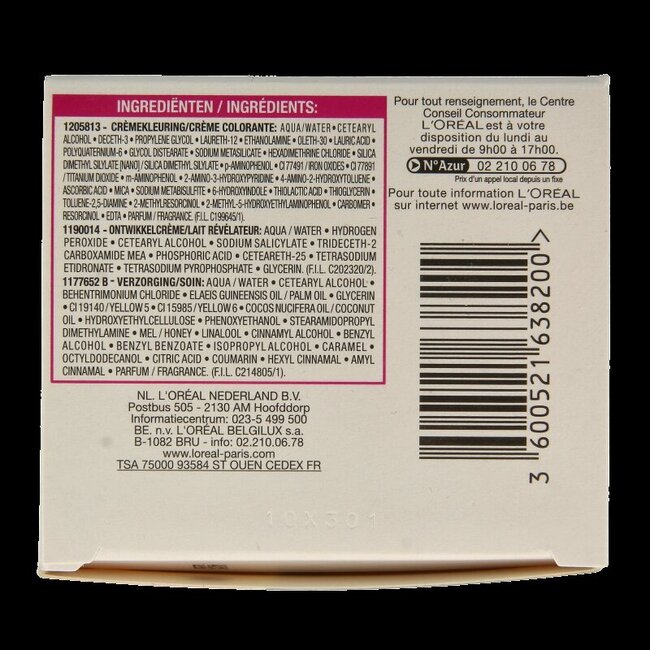 INGREDIËNTEN / INGRÉDIENTS:
1205813 - CRÈMEKLEURING/CRÈME COLORANTE: AQUA/WATER • CETEARYL
ALCOHOL • DECETH-3 • PROPYLENE GLYCOL • LAURETH-12 • ETHANOLAMINE • OLETH-30 • LAURIC ACID •
POLYQUATERNIUM-6 • GLYCOL DISTEARATE • SODIUM METASILICATE • HEXADIMETHRINE CHLORIDE • SILICA
DIMETHYL SILYLATE [NANO] / SILICA DIMETHYL SILYLATE • p-AMINOPHENOL • CI 77491 / IRON OXIDES • CI 77891
/ TITANIUM DIOXIDE • m-AMINOPHENOL • 2-AMINO-3-HYDROXYPYRIDINE • 4-AMINO-2-HYDROXYTOLUENE •
ASCORBIC ACID • MICA • SODIUM METABISULFITE • 6-HYDROXYINDOLE • THIOLACTIC ACID • THIOGLYCERIN •
TOLUENE-2,5-DIAMINE • 2-METHYLRESORCINOL • 2-METHYL-5-HYDROXYETHYLAMINOPHENOL • CARBOMER •
RESORCINOL • EDTA • PARFUM / FRAGRANCE. (F.I.L. C199645/1).
1190014 - ONTWIKKELCRÈME/LAIT RÉVÉLATEUR: AQUA / WATER • HYDROGEN
PEROXIDE • CETEARYL ALCOHOL • SODIUM SALICYLATE • TRIDECETH-2
CARBOXAMIDE MEA • PHOSPHORIC ACID • CETEARETH-25 • TETRASODIUM
ETIDRONATE • TETRASODIUM PYROPHOSPHATE • GLYCERIN. (F.I.L. C202320/2).
1177652 B - VERZORGING/SOIN: AQUA / WATER • CETEARYL ALCOHOL •
BEHENTRIMONIUM CHLORIDE • ELAEIS GUINEENSIS OIL / PALM OIL • GLYCERIN
• CI 19140 / YELLOW 5 • CI 15985 / YELLOW 6 • COCOS NUCIFERA OIL / COCONUT
OIL • HYDROXYETHYLCELLULOSE • PHENOXYETHANOL • STEARAMIDOPROPYL
DIMETHYLAMINE • MEL / HONEY • LINALOOL • CINNAMYL ALCOHOL • BENZYL
ALCOHOL • BENZYL BENZOATE • ISOPROPYL ALCOHOL • CARAMEL •
OCTYLDODECANOL • CITRIC ACID • COUMARIN • HEXYL CINNAMAL • AMYL
CINNAMAL • PARFUM / FRAGRANCE. (F.I.L. C214805/1).
NL. L'ORÉAL NEDERLAND B.V.
Postbus 505 - 2130 AM Hoofddorp
Informatiecentrum: 023-5 499 500
BE. n.v. L'ORÉAL BELGILUX s.a.
B-1082 BRU - info: 02.210.06.78
www.loreal-paris.com
TSA 75000 93584 ST OUEN CEDEX FR
Pour tout renseignement, le Centre
Conseil Consommateur
L'ORÉAL est à votre
disposition du lundi au
vendredi de 9h00 à 17h00.
N°Azur 02 210 06 78
Prix d'un appel local depuis un fixe
Pour toute information L'ORÉAL
sur internet www.loreal-paris.be
3 600521 638200 >
10X301